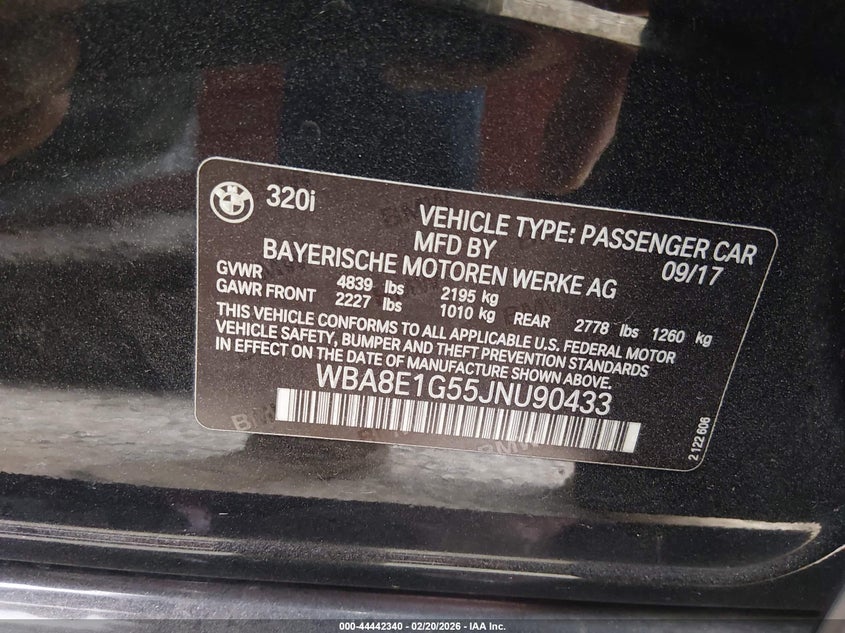 320i
VEHICLE TYPE: PASSENGER CAR
MFD BY 09/17
BAYERISCHE MOTOREN WERKE AG
GVWR 4839 lbs 2195 kg
GAWR FRONT 2227 lbs 1010 kg REAR 2778 lbs 1260 kg
THIS VEHICLE CONFORMS TO ALL APPLICABLE U.S. FEDERAL MOTOR
VEHICLE SAFETY, BUMPER AND THEFT PREVENTION STANDARDS
IN EFFECT ON THE DATE OF MANUFACTURE SHOWN ABOVE.
WBA8E1G55JNU90433
2 122 606
000-44442340 - 02/20/2026 - IAA Inc.